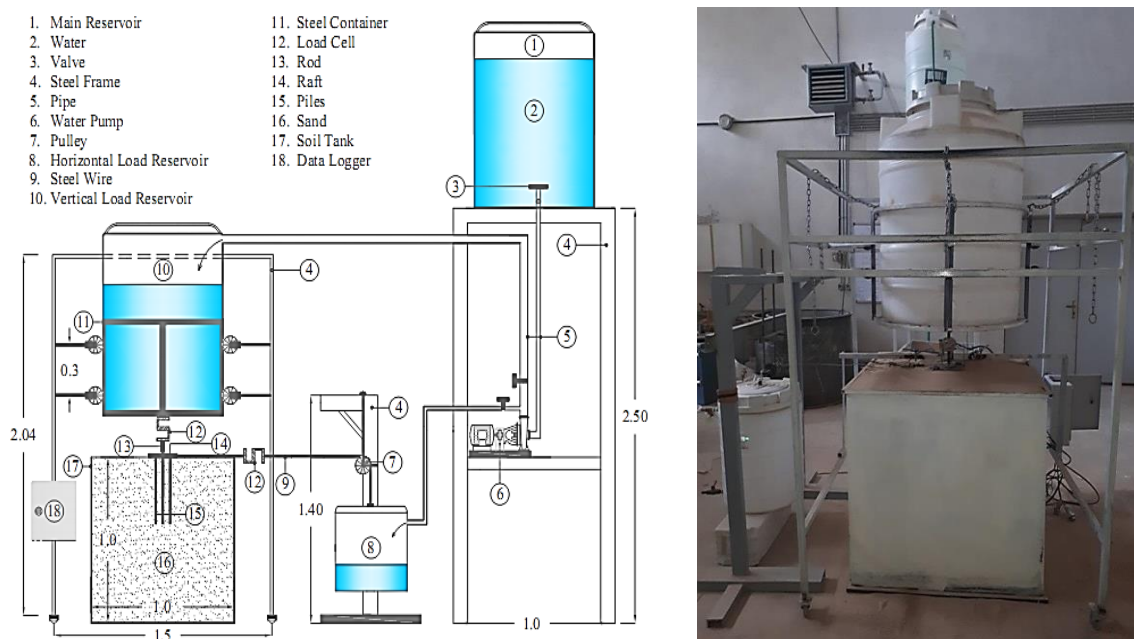 1. Main Reservoir
2. Water
3. Valve
4. Steel Frame
5. Pipe
6. Water Pump
7. Pulley
8. Horizontal Load Reservoir
9. Steel Wire
10. Vertical Load Reservoir
11. Steel Container
12. Load Cell
13. Rod
14. Raft
15. Piles
16. Sand
17. Soil Tank
18. Data Logger
1
2
3
4
10
4
11
5
0.3
4
2.04
12
2.50
13
14
17
12
9
7
6
18
15
1.40
1.0
8
16
1.0
1.5
1.0